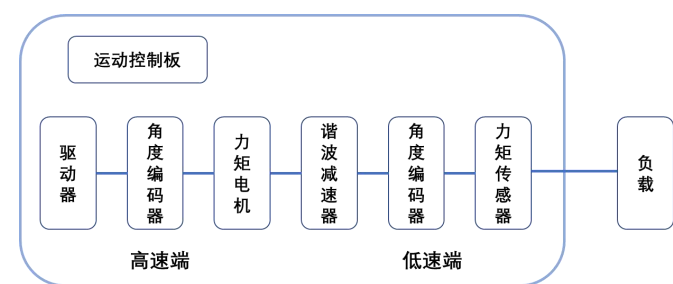 运动控制板
驱动器
角度编码器
力矩电机
谐波减速器
角度编码器
力矩传感器
负载
高速端
低速端